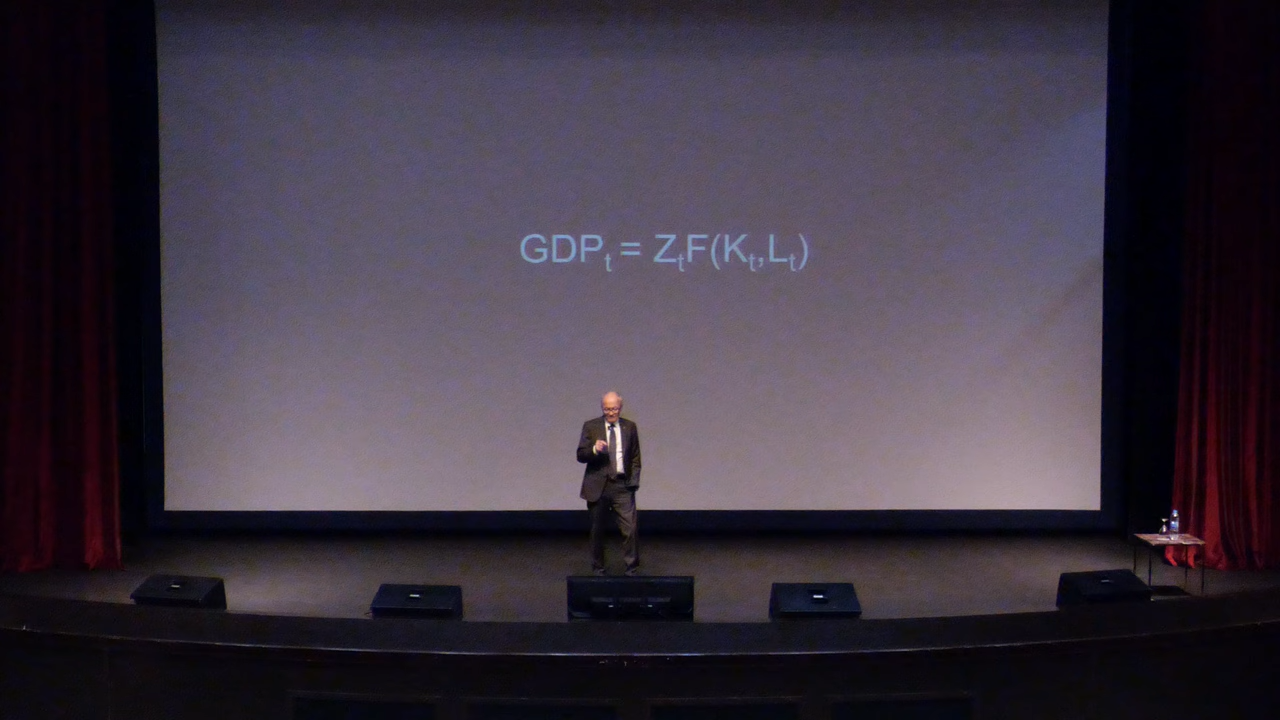 GDPₜ = ZₜF(Kₜ,Lₜ)